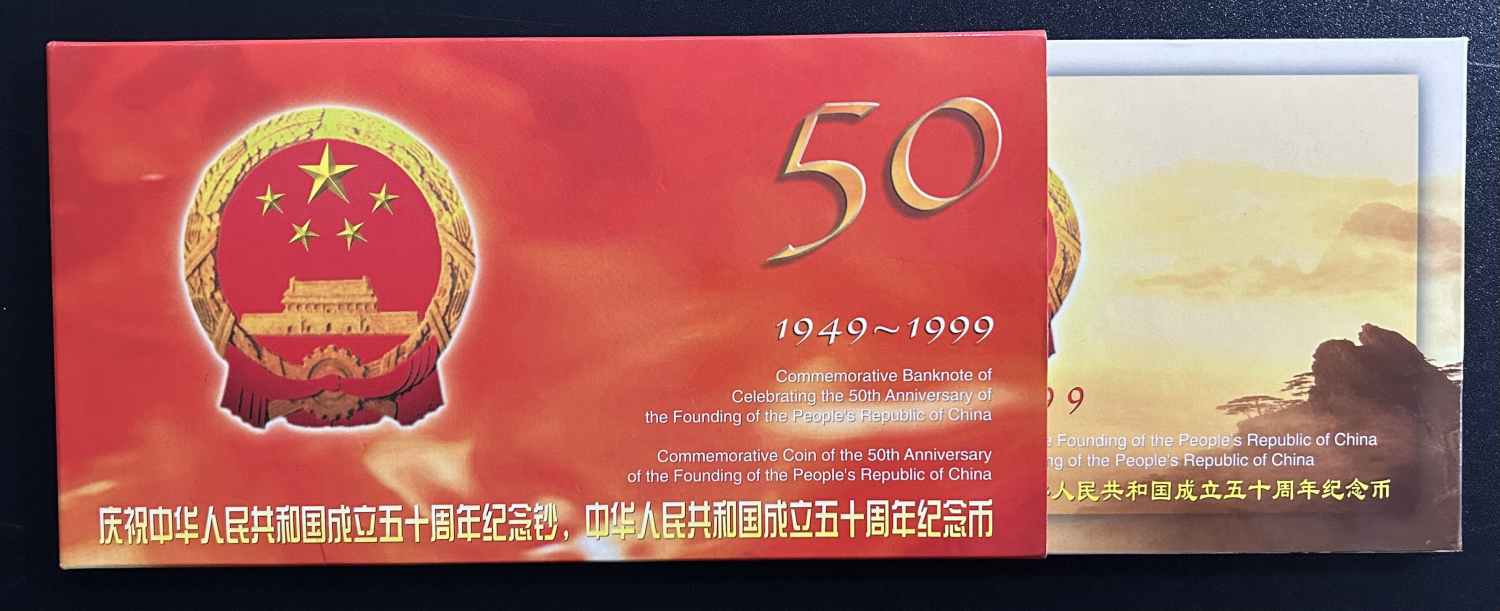 50
1949~1999
Commemorative Banknote of
Celebrating the 50th Anniversary of
the Founding of the People's Republic of China
Commemorative Coin of the 50th Anniversary
of the Founding of the People's Republic of China
庆祝中华人民共和国成立五十周年纪念钞，中华人民共和国成立五十周年纪念币
9 9
Founding of the People's Republic of China
of the People's Republic of China
人民共和国成立五十周年纪念币